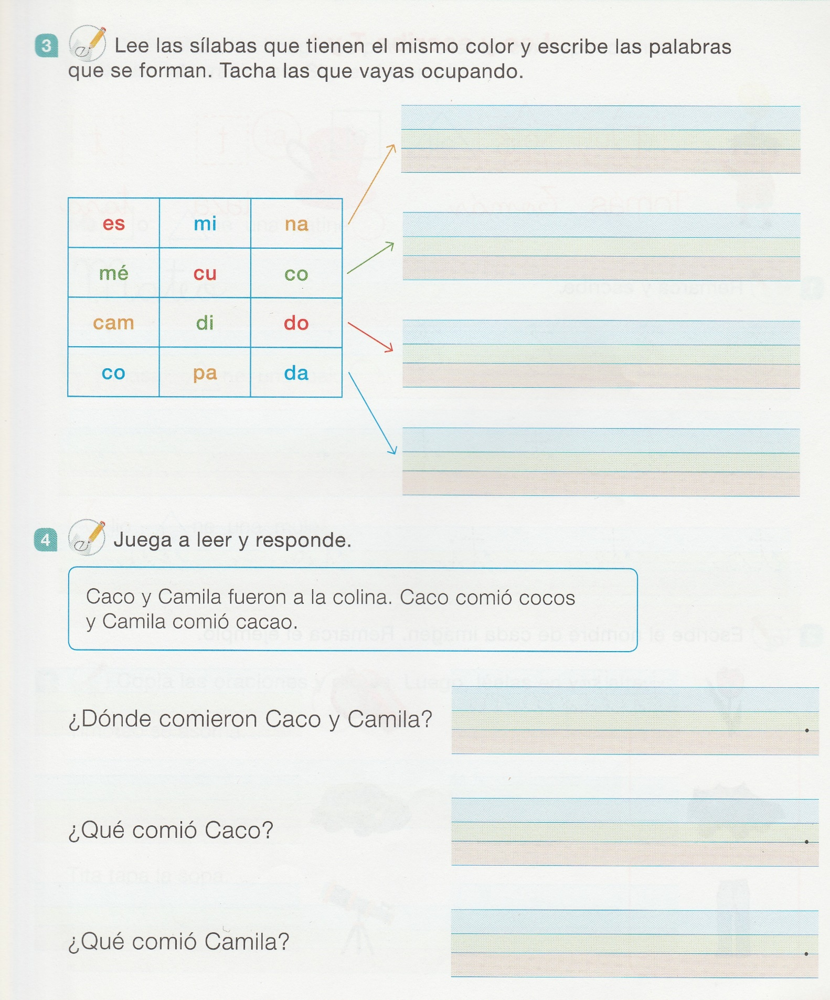 3 Lee las sílabas que tienen el mismo color y escribe las palabras
que se forman. Tacha las que vayas ocupando.
es mi na
mé cu co
cam di do
co pa da
4 Juega a leer y responde.
Caco y Camila fueron a la colina. Caco comió cocos
y Camila comió cacao.
¿Dónde comieron Caco y Camila? .
¿Qué comió Caco? .
¿Qué comió Camila? .